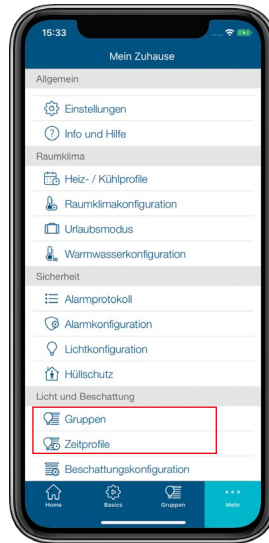 15:33
Mein Zuhause
Allgemein
Einstellungen
Info und Hilfe
Raumklima
Heiz- / Kühlprofile
Raumklimakonfiguration
Urlaubsmodus
Warmwasserkonfiguration
Sicherheit
Alarmprotokoll
Alarmkonfiguration
Lichtkonfiguration
Hüllschutz
Licht und Beschattung
Gruppen
Zeitprofile
Beschattungskonfiguration
Home Basics Gruppen Mehr